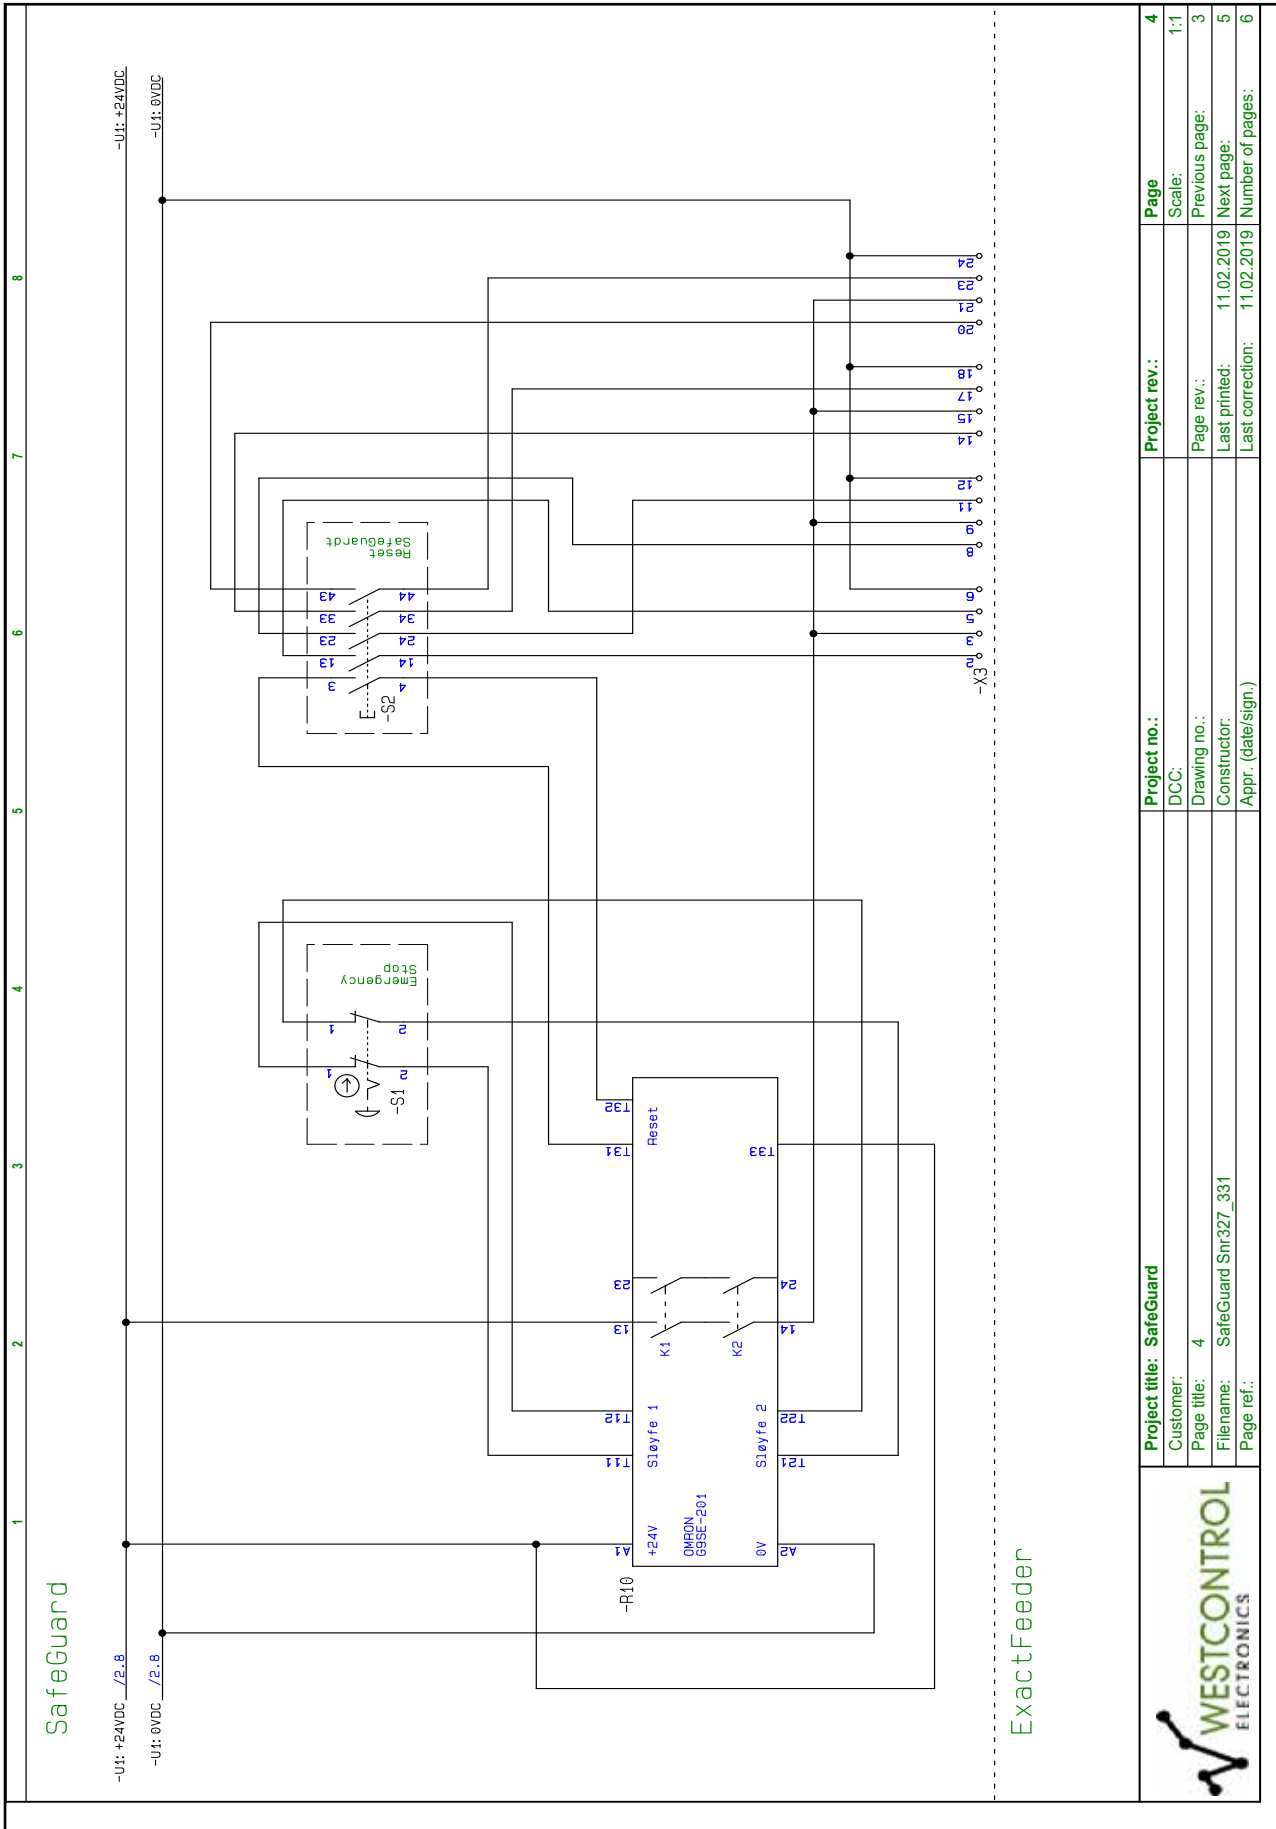 1 2 3 4 5 6 7 8
SafeGuard
-U1:+24VDC /2.8
-U1:+24VDC
-U1:0VDC /2.8
-U1:0VDC
43 33 23 13 3
44 34 24 14 4
-S2
Reset
SafeGuardt
1 1
2 2
-S1
Emergency
Stop
-R10
A1 T11 T12 13 23 T31 T32
+24V Sløyfe 1 Reset
K1
OMRON
G9SE-201
K2
0V Sløyfe 2
A2 T21 T22 14 24 T33
-X3
2 3 5 6 8 9 11 12 14 15 17 18 20 21 23 24
ExactFeeder
WESTCONTROL
ELECTRONICS
Project title: SafeGuard
Customer:
Page title: 4
Filename: SafeGuard Snr327_331
Page ref.:
Project no.:
DCC:
Drawing no.:
Constructor:
Appr. (date/sign.)
Project rev.:
Page rev.:
Last printed: 11.02.2019
Last correction: 11.02.2019
Page 4
Scale: 1:1
Previous page: 3
Next page: 5
Number of pages: 6